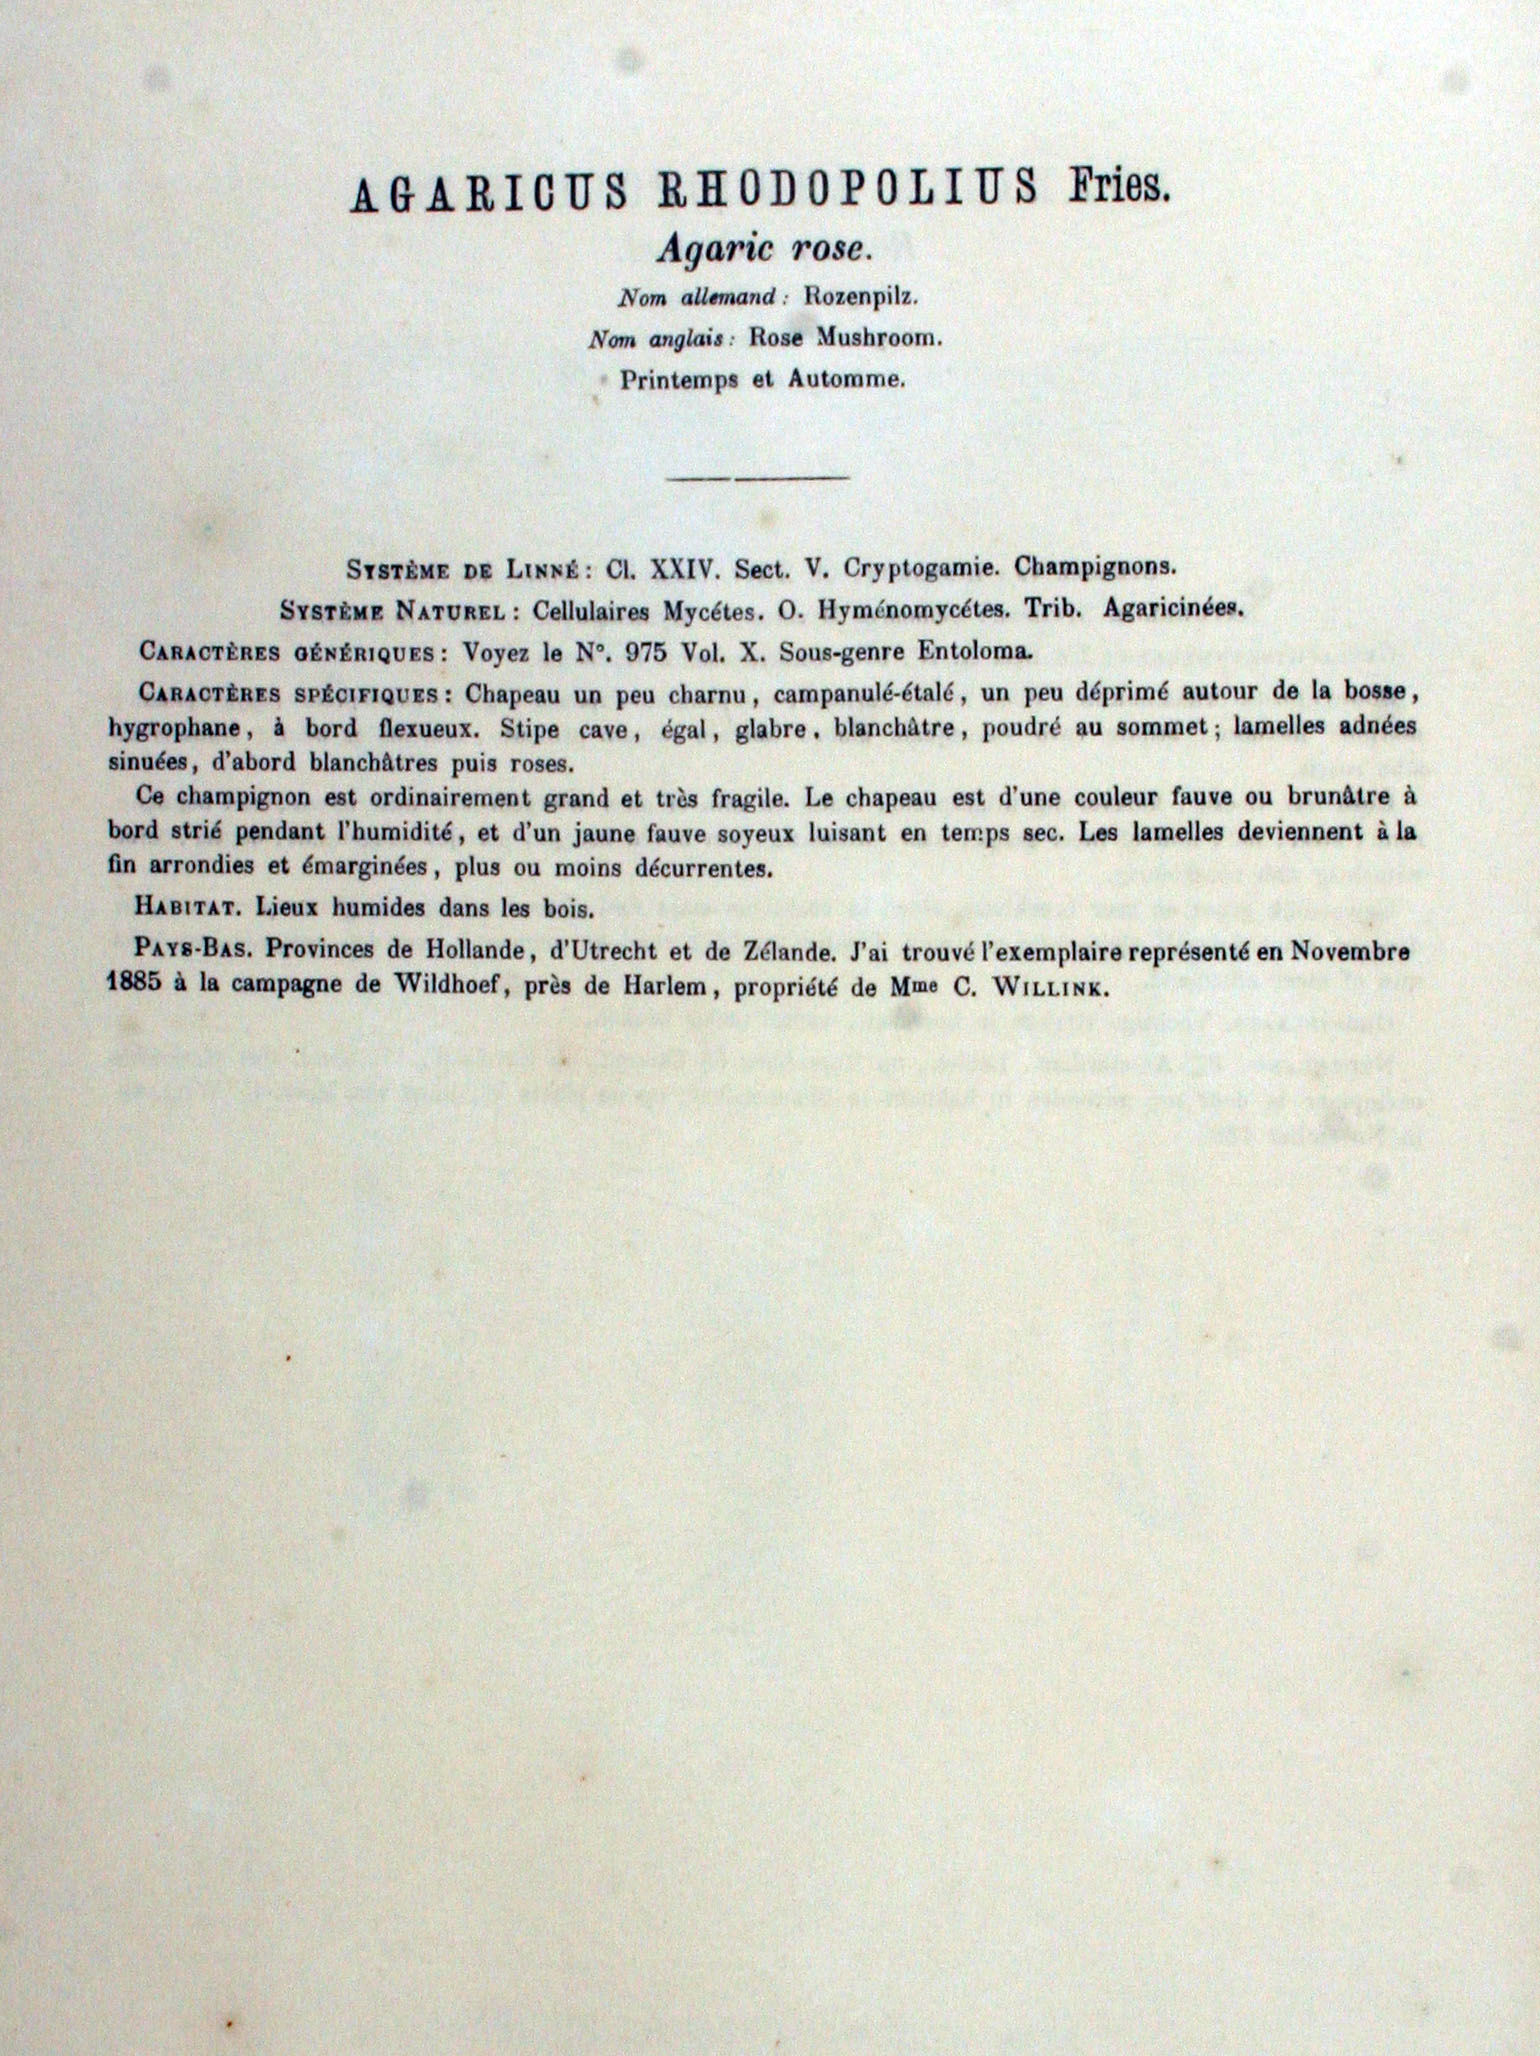 AGARICUS RHODOPOLIUS Fries.
Agaric rose.
Nom allemand: Rozenpilz.
Nom anglais: Rose Mushroom.
Printemps et Automme.
SYSTÈME DE LINNÉ: Cl. XXIV. Sect. V. Cryptogamie. Champignons.
SYSTÈME NATUREL: Cellulaires Mycétes. O. Hyménomycétes. Trib. Agaricinées.
CARACTÈRES GÉNÉRIQUES: Voyez le N°. 975 Vol. X. Sous-genre Entoloma.
CARACTÈRES SPÉCIFIQUES: Chapeau un peu charnu, campanulé-étalé, un peu déprimé autour de la bosse,
hygrophane, à bord flexueux. Stipe cave, égal, glabre, blanchâtre, poudré au sommet; lamelles adnées
sinuées, d'abord blanchâtres puis roses.
Ce champignon est ordinairement grand et très fragile. Le chapeau est d'une couleur fauve ou brunâtre à
bord strié pendant l'humidité, et d'un jaune fauve soyeux luisant en temps sec. Les lamelles deviennent à la
fin arrondies et émarginées, plus ou moins décurrentes.
HABITAT. Lieux humides dans les bois.
PAYS-BAS. Provinces de Hollande, d'Utrecht et de Zélande. J'ai trouvé l'exemplaire représenté en Novembre
1885 à la campagne de Wildhoef, près de Harlem, propriété de Mme C. WILLINK.